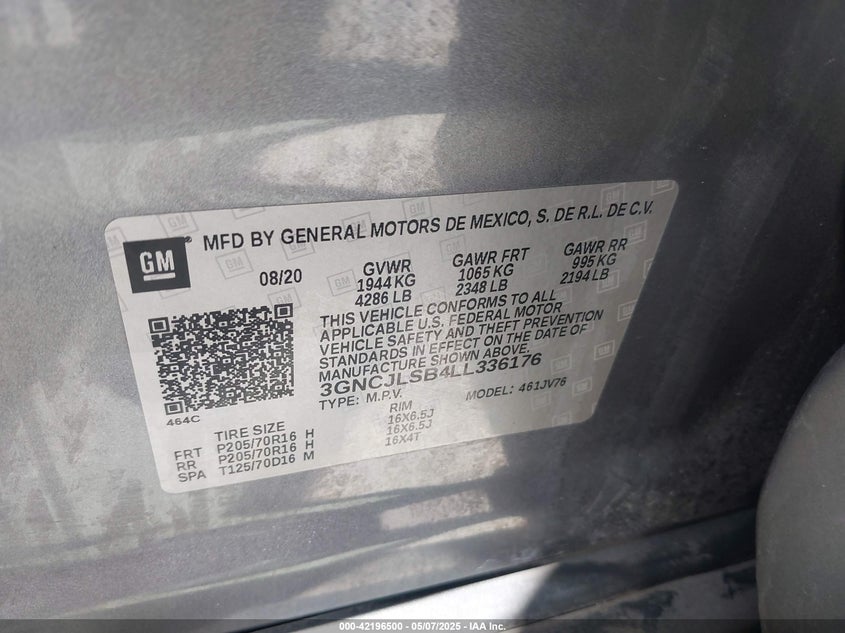 GM
MFD BY GENERAL MOTORS DE MEXICO, S. DE R.L. DE C.V.
08/20
GVWR
1944 KG
4286 LB
GAWR FRT
1065 KG
2348 LB
GAWR RR
995 KG
2194 LB
THIS VEHICLE CONFORMS TO ALL
APPLICABLE U.S. FEDERAL MOTOR
VEHICLE SAFETY AND THEFT PREVENTION
STANDARDS IN EFFECT ON THE DATE OF
MANUFACTURE SHOWN ABOVE.
3GNCJLSB4LL336176
TYPE: M.P.V. MODEL: 461JV76
464C
TIRE SIZE RIM
FRT P205/70R16 H 16X6.5J
RR P205/70R16 H 16X6.5J
SPA T125/70D16 M 16X4T
000-42196500 - 05/07/2025 - IAA Inc.